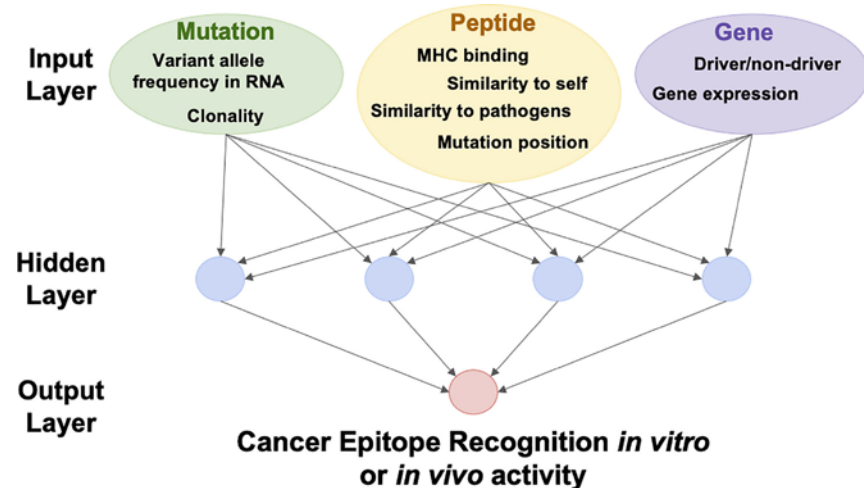 Input
Layer
Mutation
Variant allele
frequency in RNA
Clonality
Peptide
MHC binding
Similarity to self
Similarity to pathogens
Mutation position
Gene
Driver/non-driver
Gene expression
Hidden
Layer
Output
Layer
Cancer Epitope Recognition in vitro
or in vivo activity